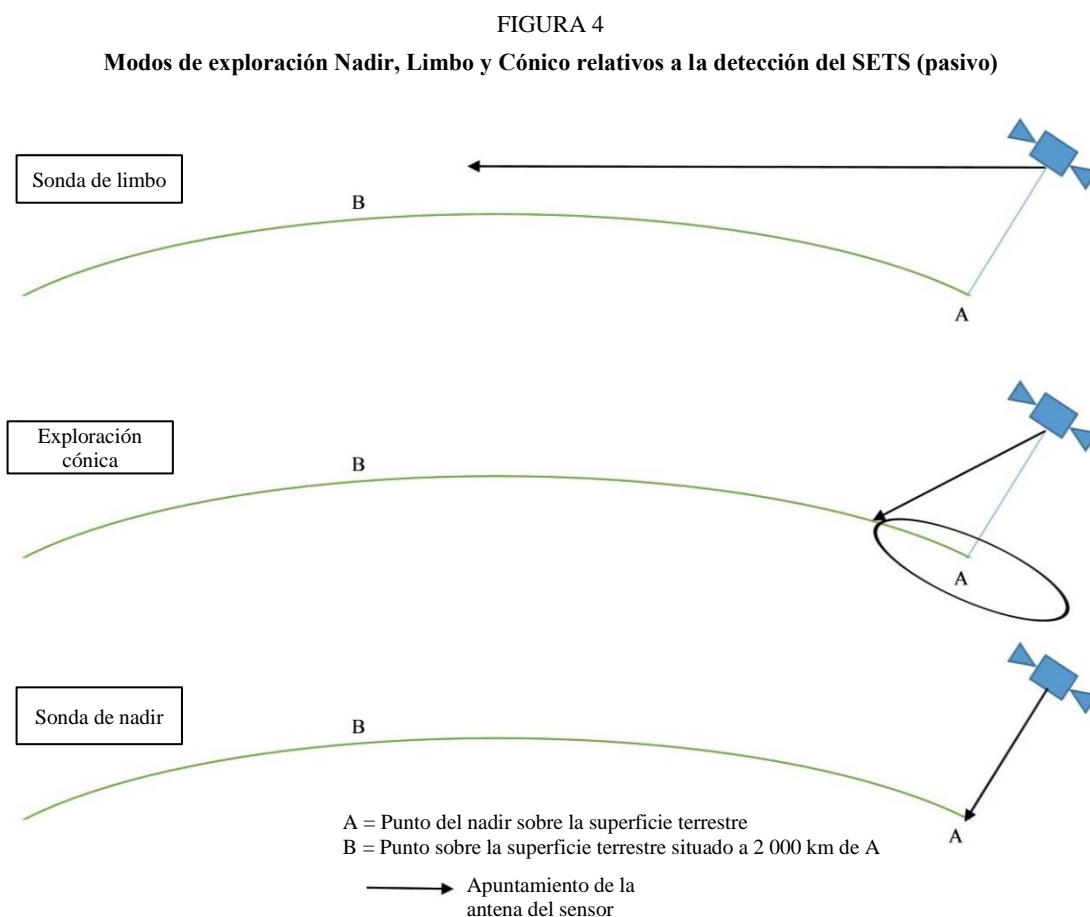 FIGURA 4
Modos de exploración Nadir, Limbo y Cónico relativos a la detección del SETS (pasivo)
Sonda de limbo
B
A
Exploración
cónica
B
A
Sonda de nadir
B
A = Punto del nadir sobre la superficie terrestre
A
B = Punto sobre la superficie terrestre situado a 2 000 km de A
Apuntamiento de la
antena del sensor